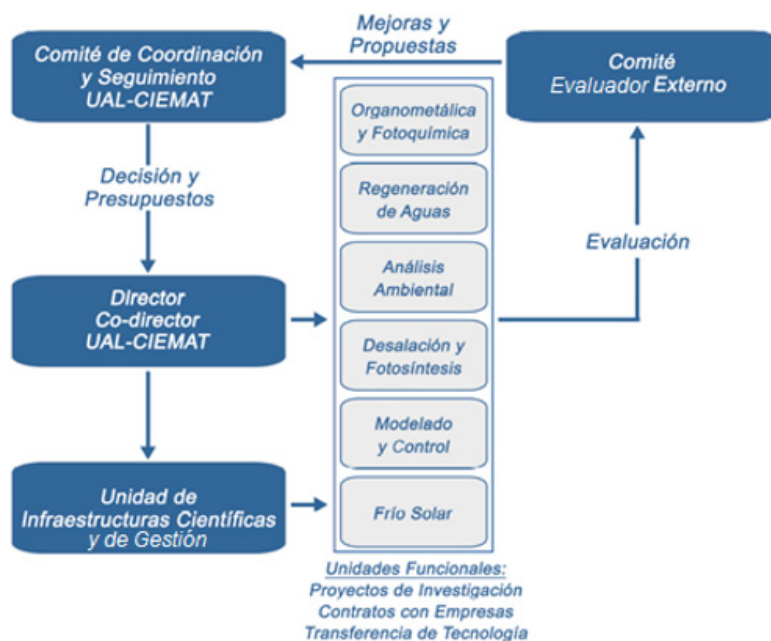 Mejoras y
Propuestas
Comité de Coordinación
y Seguimiento
UAL-CIEMAT
Comité
Evaluador Externo
Organometálica
y Fotoquímica
Decisión y
Presupuestos
Regeneración
de Aguas
Evaluación
Análisis
Ambiental
Director
Co-director
UAL-CIEMAT
Desalación y
Fotosíntesis
Modelado
y Control
Unidad de
Infraestructuras Científicas
y de Gestión
Frío Solar
Unidades Funcionales:
Proyectos de Investigación
Contratos con Empresas
Transferencia de Tecnología